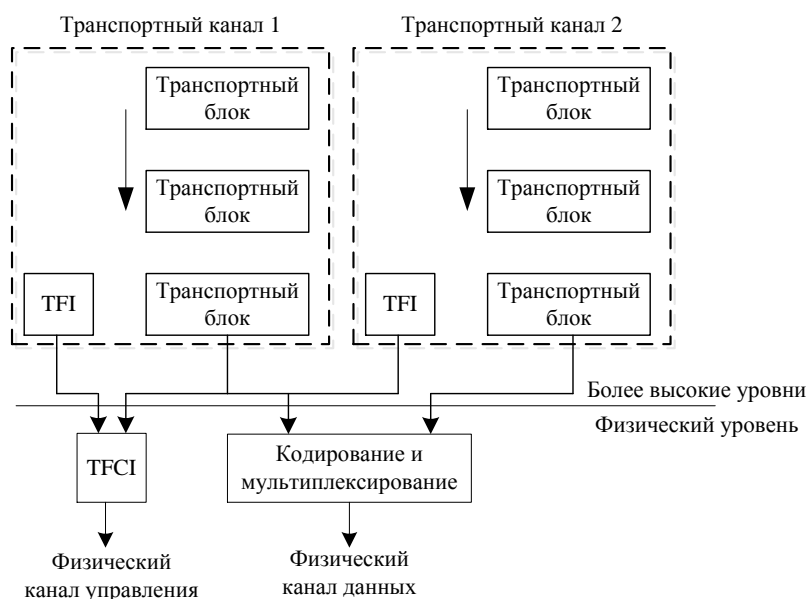 Транспортный канал 1
Транспортный канал 2
Транспортный
блок
Транспортный
блок
Транспортный
блок
Транспортный
блок
TFI
Транспортный
блок
TFI
Транспортный
блок
Более высокие уровни
Физический уровень
TFCI
Кодирование и
мультиплексирование
Физический
канал управления
Физический
канал данных